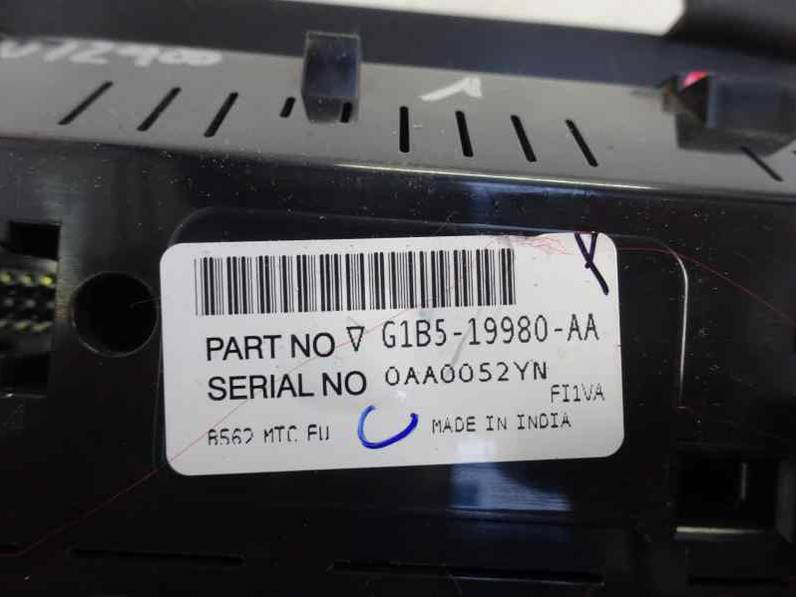 PART NO ▽ G1B5-19980-AA
SERIAL NO 0AA0052YN
FI1VA
B562 MTC EU MADE IN INDIA